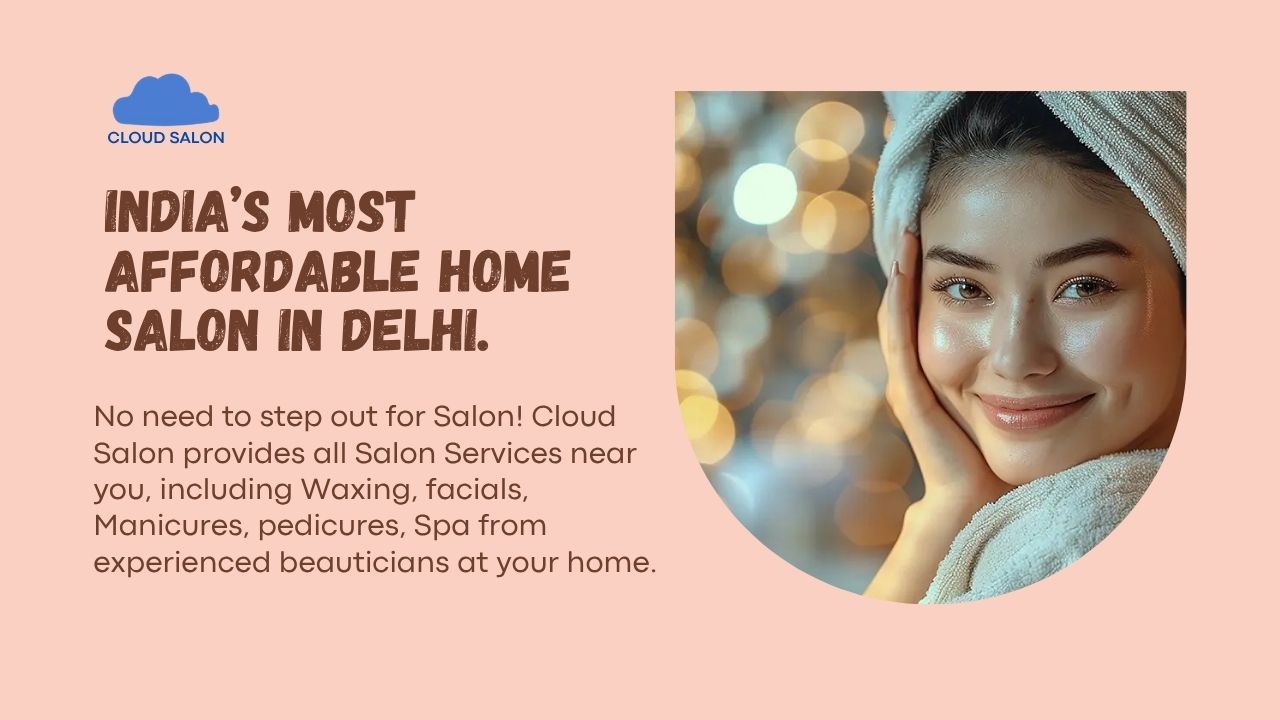 CLOUD SALON
INDIA'S MOST
AFFORDABLE HOME
SALON IN DELHI.
No need to step out for Salon! Cloud
Salon provides all Salon Services near
you, including Waxing, facials,
Manicures, pedicures, Spa from
experienced beauticians at your home.